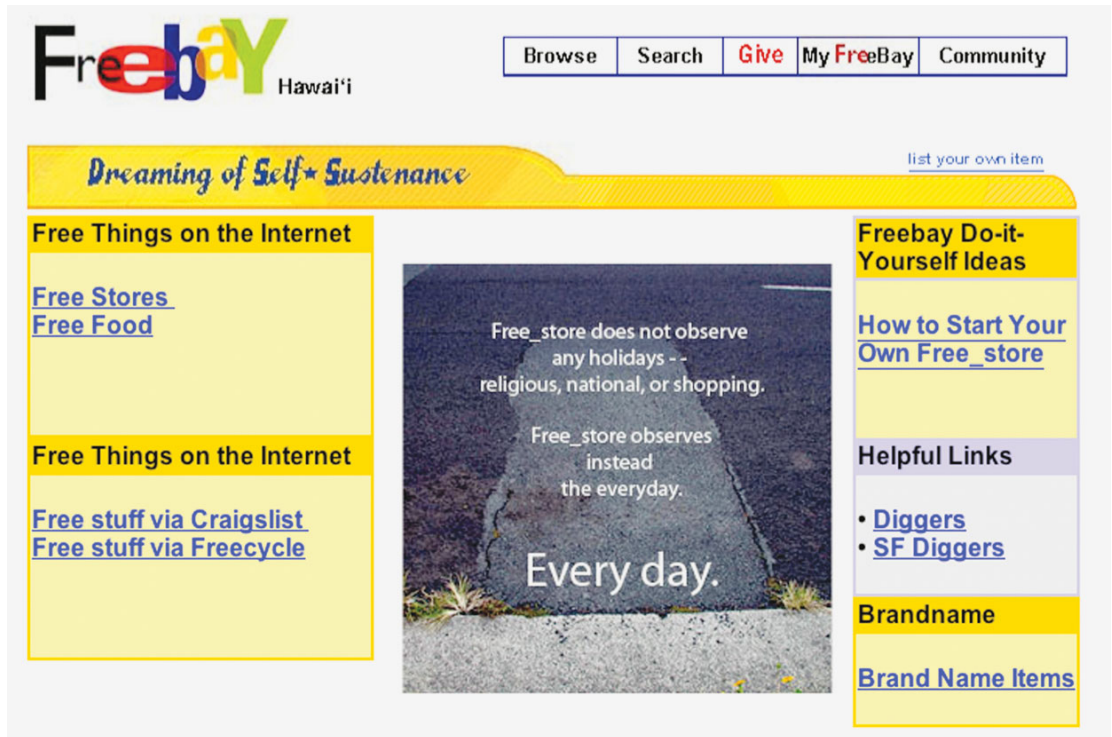 FreebaY
Hawai‘i
Browse
Search
Give
My FreeBay
Community
Dreaming of Self★Sustenance
list your own item
Free Things on the Internet
Free Stores
Free Food
Free Things on the Internet
Free stuff via Craigslist
Free stuff via Freecycle
Free_store does not observe
any holidays - -
religious, national, or shopping.
Free_store observes
instead
the everyday.
Every day.
Freebay Do-it-
Yourself Ideas
How to Start Your
Own Free_store
Helpful Links
• Diggers
• SF Diggers
Brandname
Brand Name Items